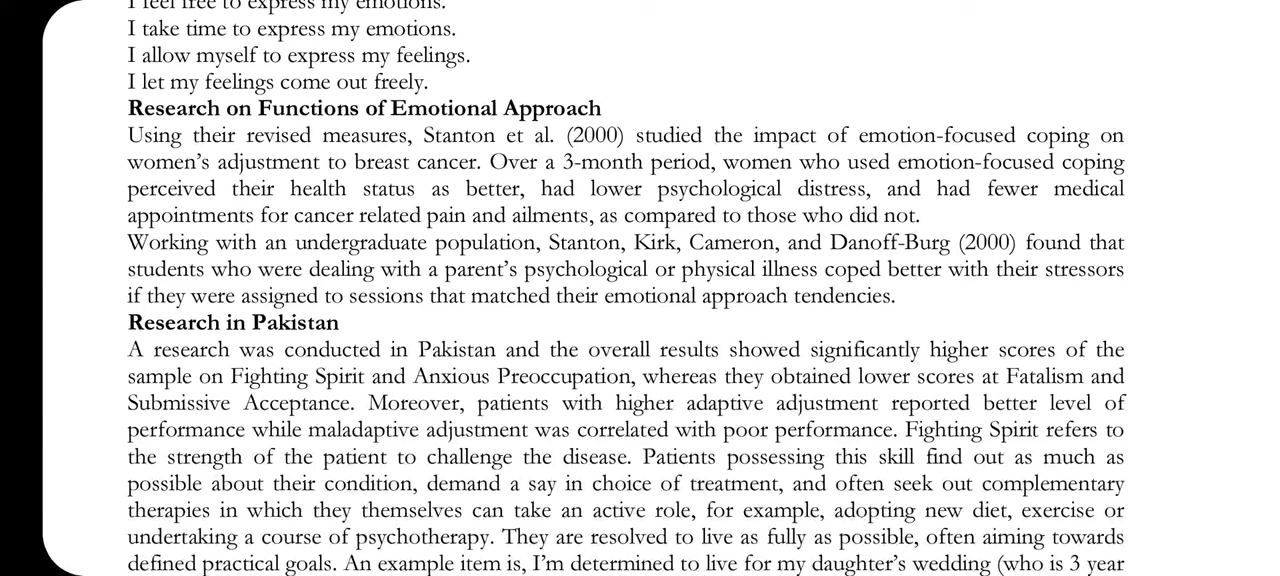 I feel free to express my emotions.
I take time to express my emotions.
I allow myself to express my feelings.
I let my feelings come out freely.
Research on Functions of Emotional Approach
Using their revised measures, Stanton et al. (2000) studied the impact of emotion-focused coping on
women’s adjustment to breast cancer. Over a 3-month period, women who used emotion-focused coping
perceived their health status as better, had lower psychological distress, and had fewer medical
appointments for cancer related pain and ailments, as compared to those who did not.
Working with an undergraduate population, Stanton, Kirk, Cameron, and Danoff-Burg (2000) found that
students who were dealing with a parent’s psychological or physical illness coped better with their stressors
if they were assigned to sessions that matched their emotional approach tendencies.
Research in Pakistan
A research was conducted in Pakistan and the overall results showed significantly higher scores of the
sample on Fighting Spirit and Anxious Preoccupation, whereas they obtained lower scores at Fatalism and
Submissive Acceptance. Moreover, patients with higher adaptive adjustment reported better level of
performance while maladaptive adjustment was correlated with poor performance. Fighting Spirit refers to
the strength of the patient to challenge the disease. Patients possessing this skill find out as much as
possible about their condition, demand a say in choice of treatment, and often seek out complementary
therapies in which they themselves can take an active role, for example, adopting new diet, exercise or
undertaking a course of psychotherapy. They are resolved to live as fully as possible, often aiming towards
defined practical goals. An example item is, I’m determined to live for my daughter’s wedding (who is 3 year